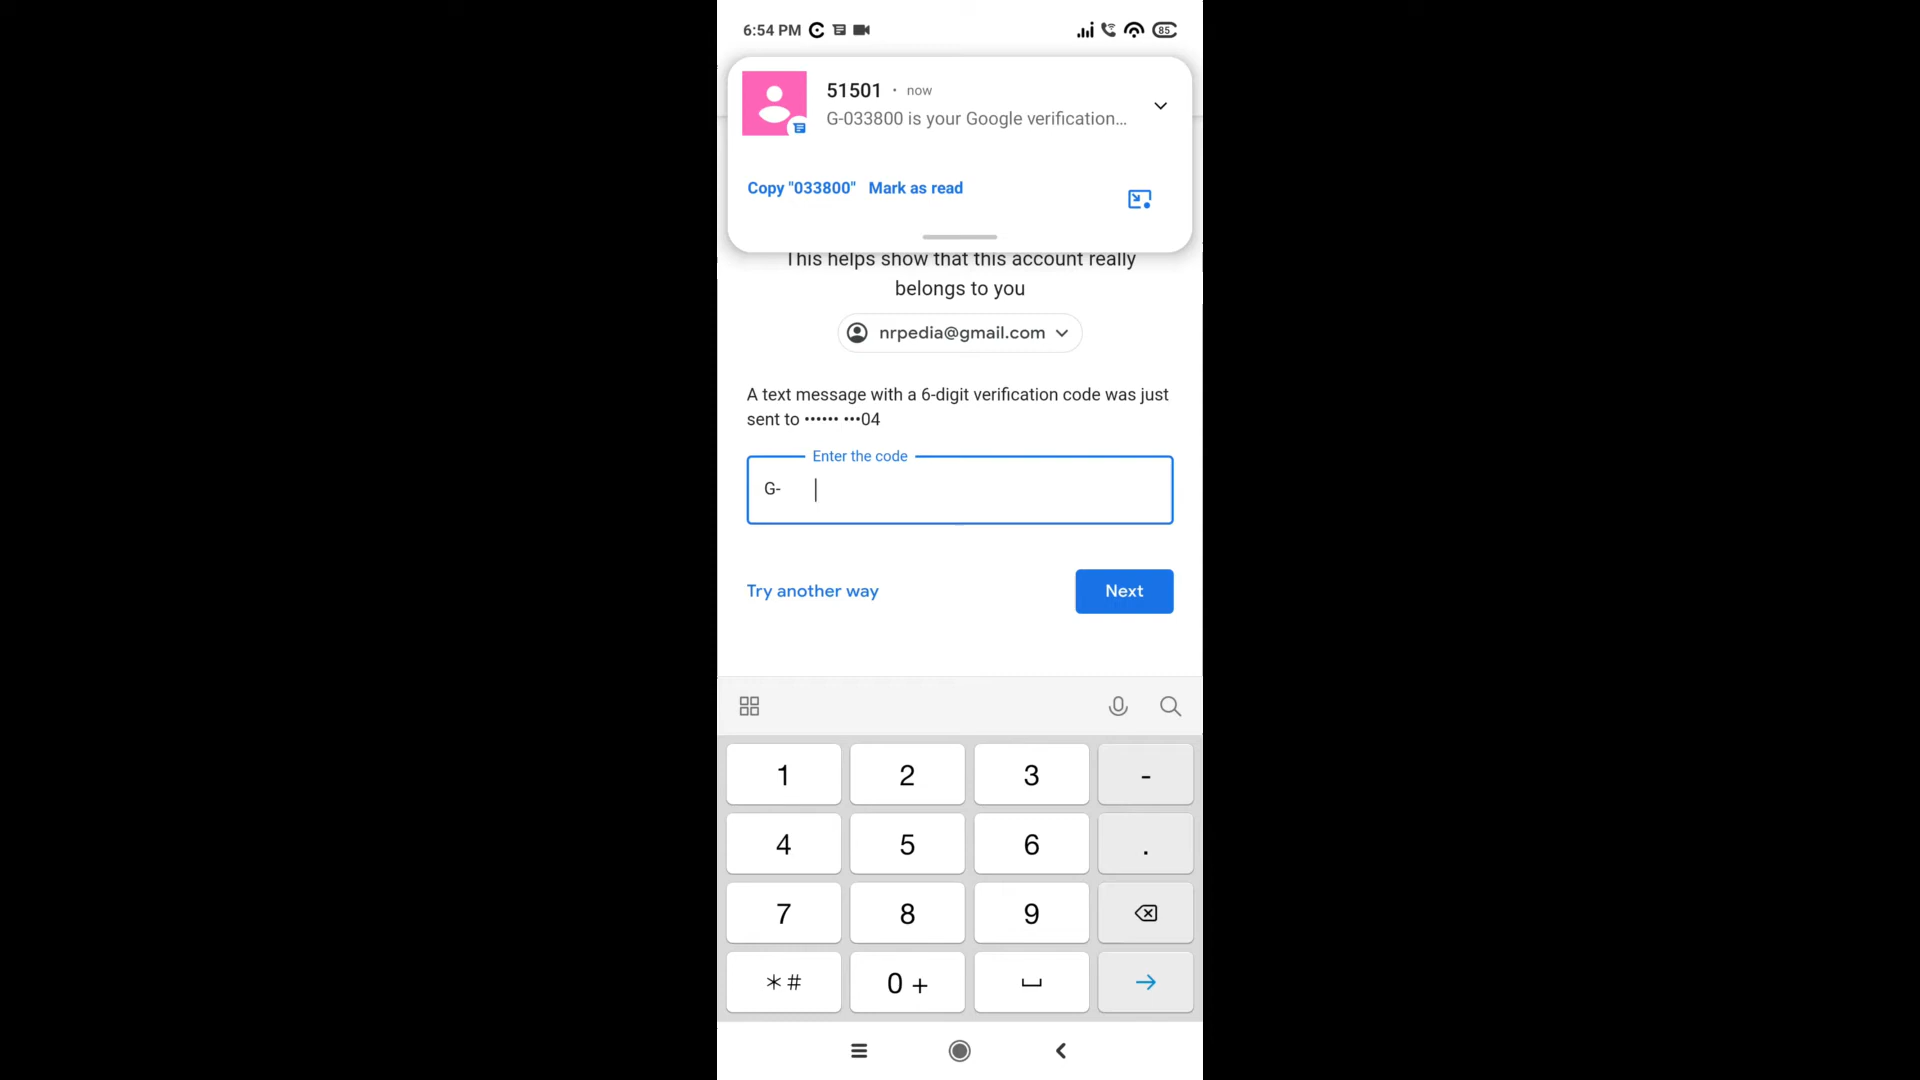 6:54 PM
85
51501 • now
G-033800 is your Google verification...
Copy "033800" Mark as read
This helps show that this account really
belongs to you
nrpedia@gmail.com
A text message with a 6-digit verification code was just
sent to •••••• •••04
Enter the code
G-
Try another way
Next
1 2 3 -
4 5 6 .
7 8 9
*# 0 +